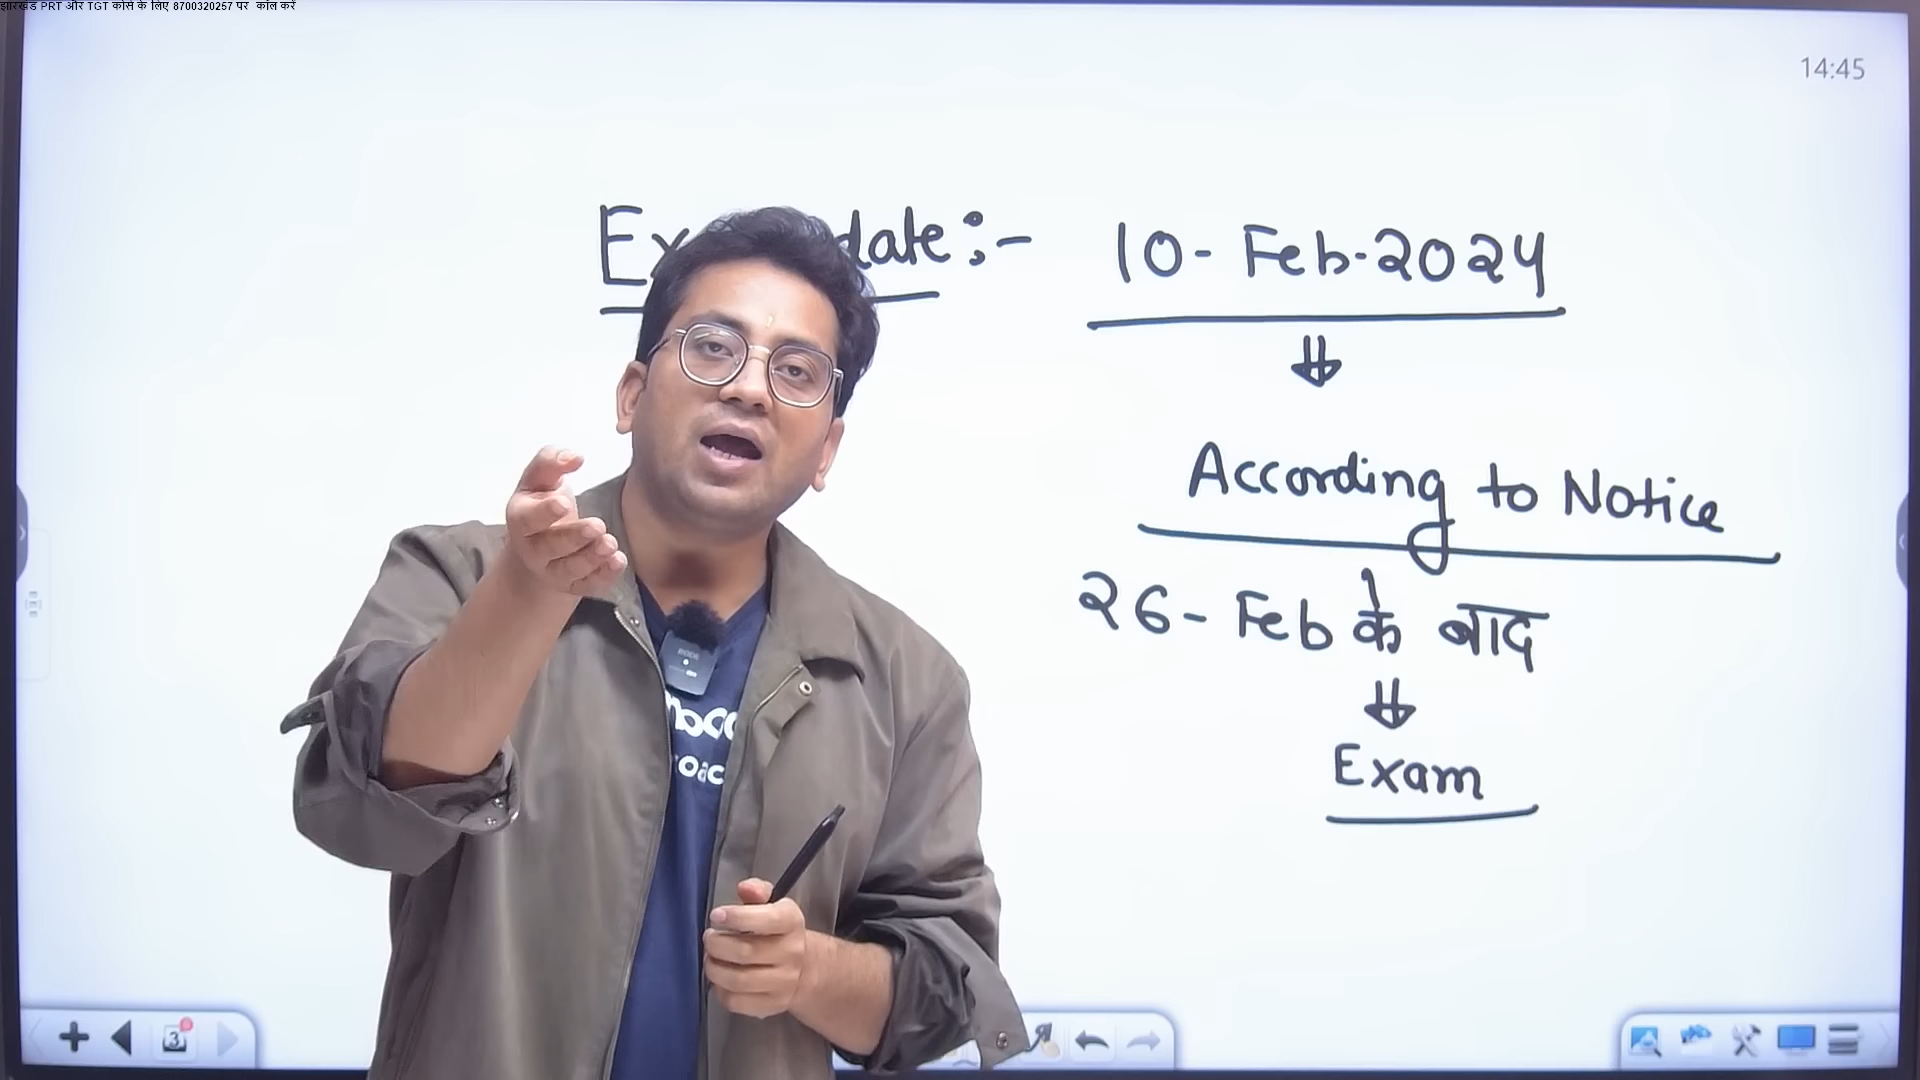 झारखंड PRT और TGT कोर्स के लिए 8700320257 पर कॉल करें
14:45
date :- 10-Feb-2024
According to Notice
26-Feb के बाद
Exam
3